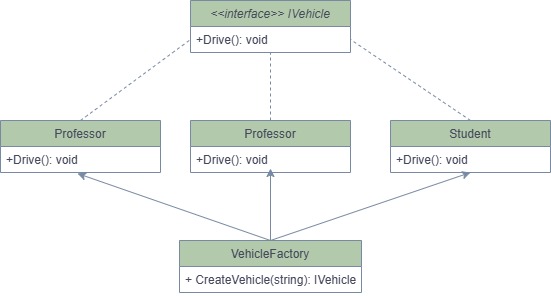 <<interface>> IVehicle
+Drive(): void
Professor
+Drive(): void
Professor
+Drive(): void
Student
+Drive(): void
VehicleFactory
+ CreateVehicle(string): IVehicle